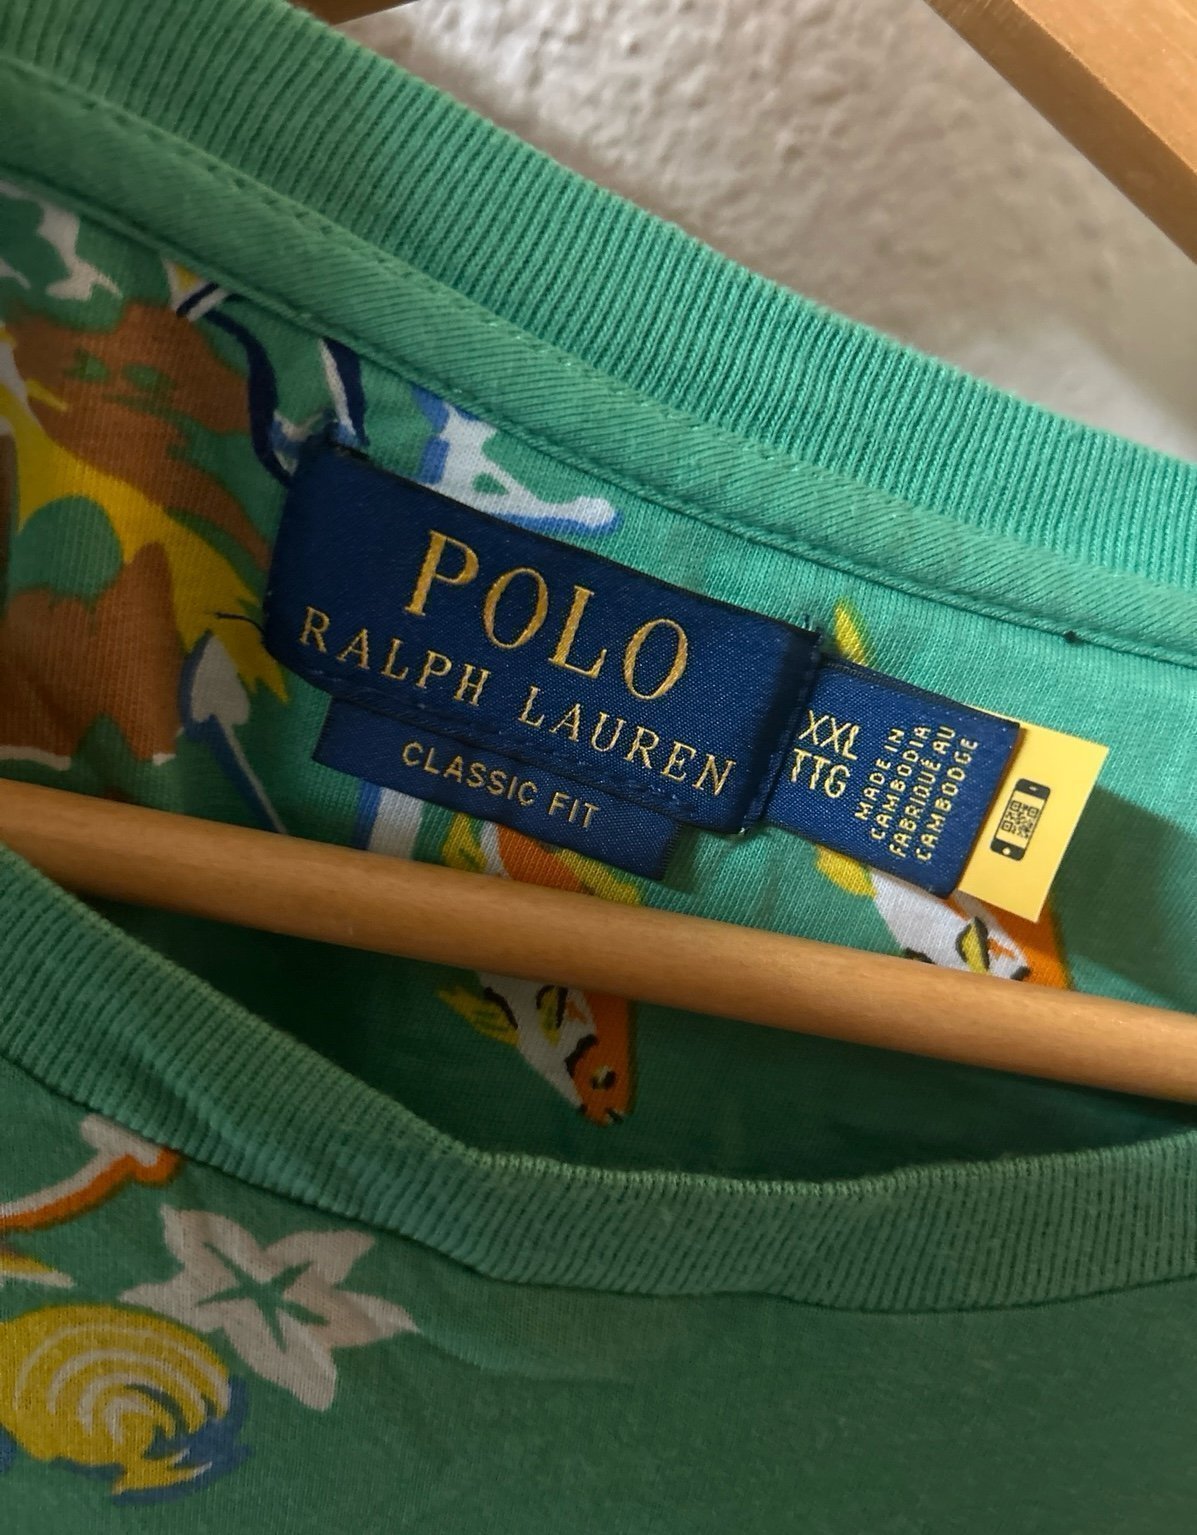 POLO
RALPH LAUREN
CLASSIC FIT
XXL
TTG
MADE IN
CAMBODIA
FABRIQUÉ AU
CAMBODGE